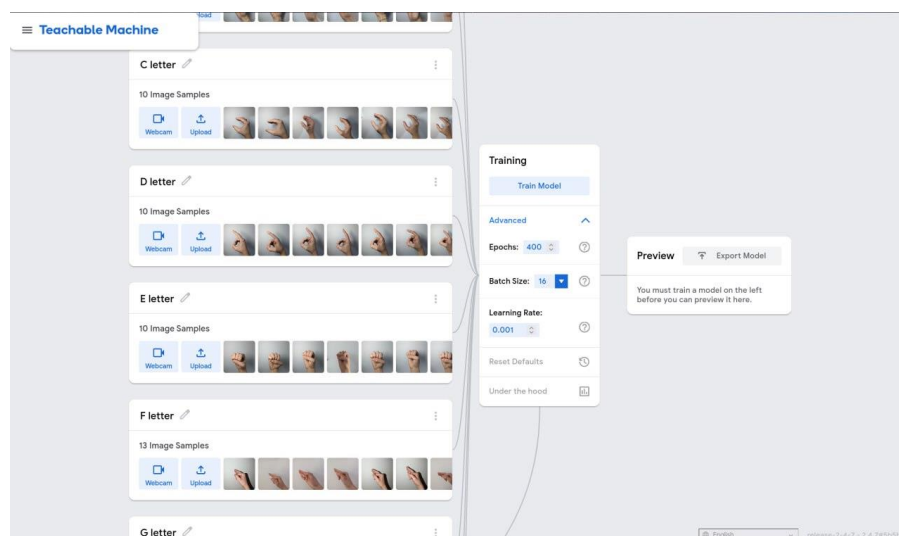 Teachable Machine
Upload
C letter
10 Image Samples
Webcam
Upload
D letter
10 Image Samples
Webcam
Upload
E letter
10 Image Samples
Webcam
Upload
F letter
13 Image Samples
Webcam
Upload
G letter
Training
Train Model
Advanced
Epochs: 400
Batch Size: 16
Learning Rate:
0.001
Reset Defaults
Under the hood
Preview
Export Model
You must train a model on the left
before you can preview it here.
English